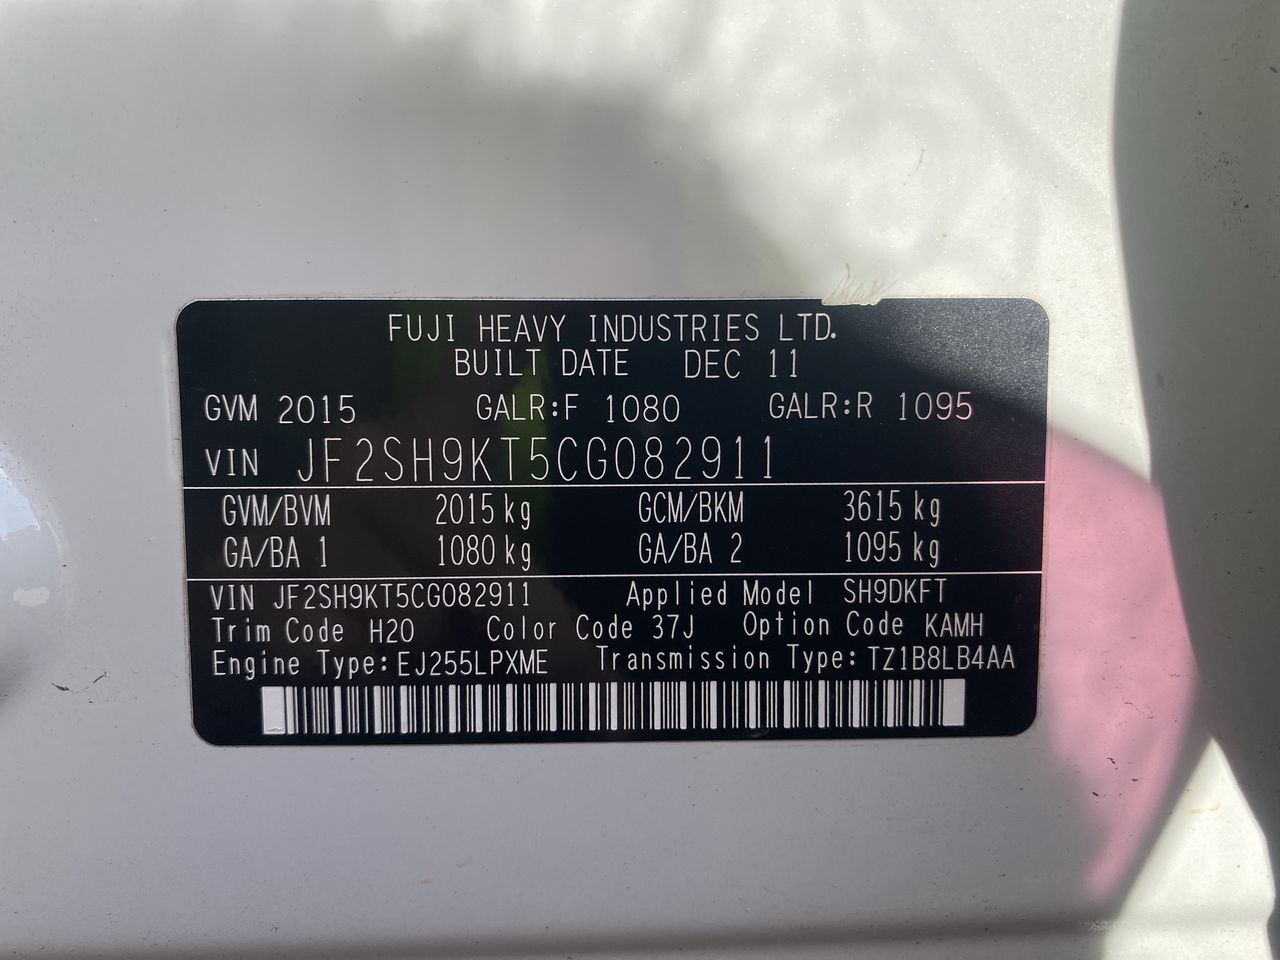 FUJI HEAVY INDUSTRIES LTD.
BUILT DATE DEC 11
GVM 2015 GALR:F 1080 GALR:R 1095
VIN JF2SH9KT5CG082911
GVM/BVM 2015 kg GCM/BKM 3615 kg
GA/BA 1 1080 kg GA/BA 2 1095 kg
VIN JF2SH9KT5CG082911 Applied Model SH9DKFT
Trim Code H20 Color Code 37J Option Code KAMH
Engine Type: EJ255LPXME Transmission Type: TZ1B8LB4AA